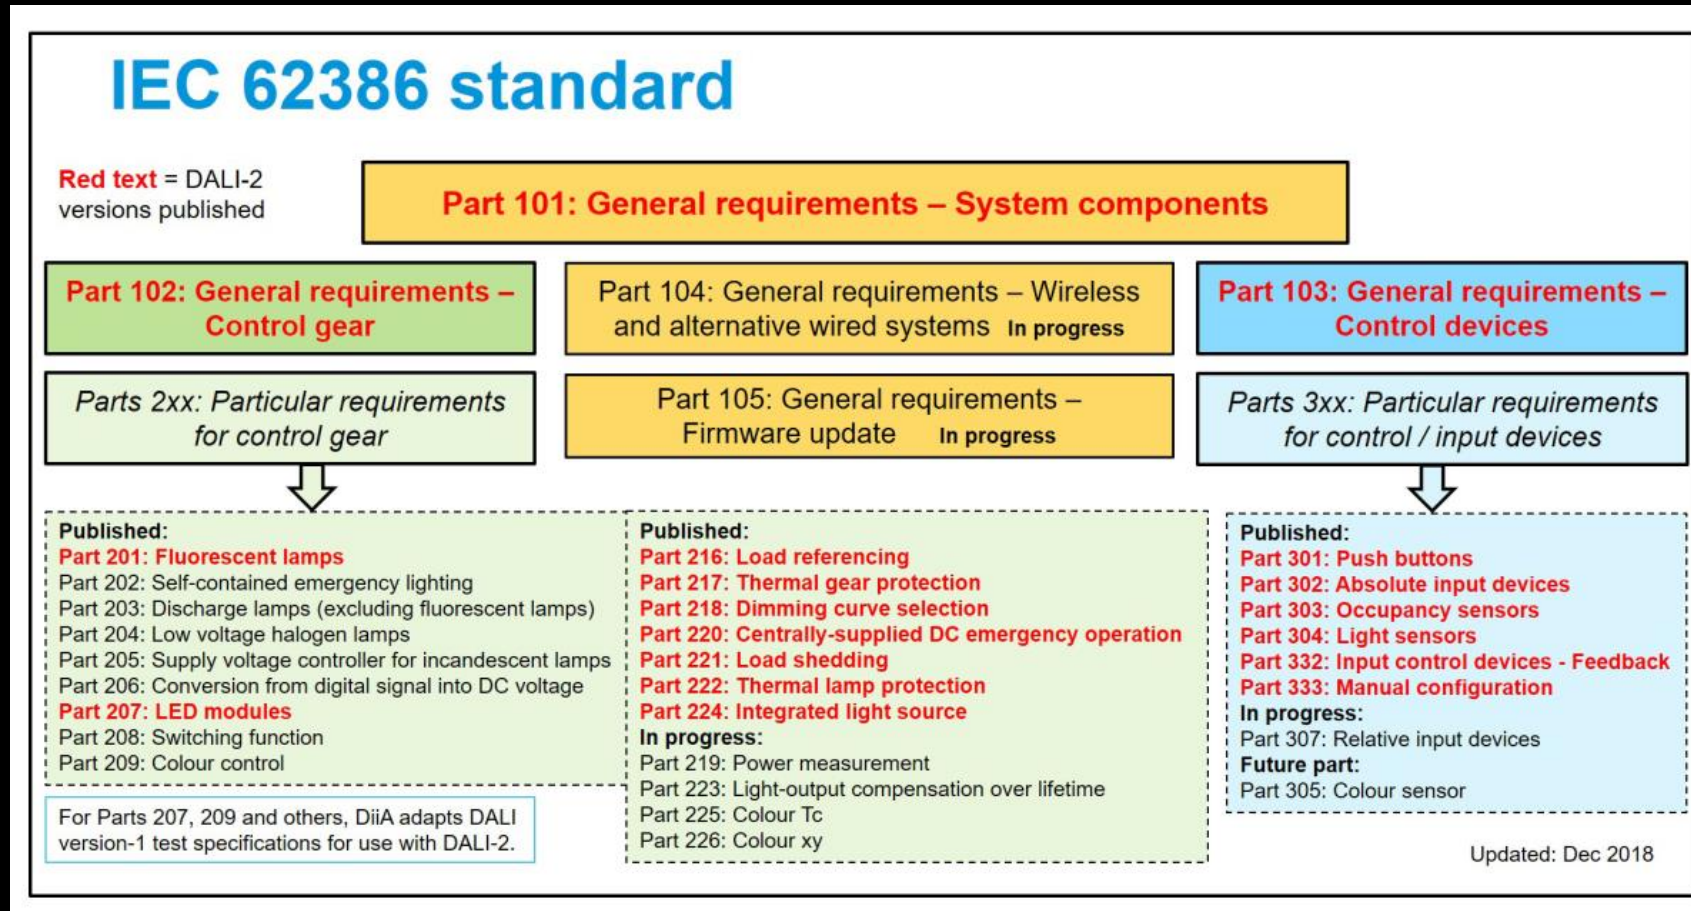 IEC 62386 standard
Red text = DALI-2
versions published
Part 101: General requirements – System components
Part 102: General requirements –
Control gear
Part 104: General requirements – Wireless
and alternative wired systems In progress
Part 103: General requirements –
Control devices
Parts 2xx: Particular requirements
for control gear
Part 105: General requirements –
Firmware update In progress
Parts 3xx: Particular requirements
for control / input devices
Published:
Part 201: Fluorescent lamps
Part 202: Self-contained emergency lighting
Part 203: Discharge lamps (excluding fluorescent lamps)
Part 204: Low voltage halogen lamps
Part 205: Supply voltage controller for incandescent lamps
Part 206: Conversion from digital signal into DC voltage
Part 207: LED modules
Part 208: Switching function
Part 209: Colour control
For Parts 207, 209 and others, DiiA adapts DALI
version-1 test specifications for use with DALI-2.
Published:
Part 216: Load referencing
Part 217: Thermal gear protection
Part 218: Dimming curve selection
Part 220: Centrally-supplied DC emergency operation
Part 221: Load shedding
Part 222: Thermal lamp protection
Part 224: Integrated light source
In progress:
Part 219: Power measurement
Part 223: Light-output compensation over lifetime
Part 225: Colour Tc
Part 226: Colour xy
Published:
Part 301: Push buttons
Part 302: Absolute input devices
Part 303: Occupancy sensors
Part 304: Light sensors
Part 332: Input control devices - Feedback
Part 333: Manual configuration
In progress:
Part 307: Relative input devices
Future part:
Part 305: Colour sensor
Updated: Dec 2018